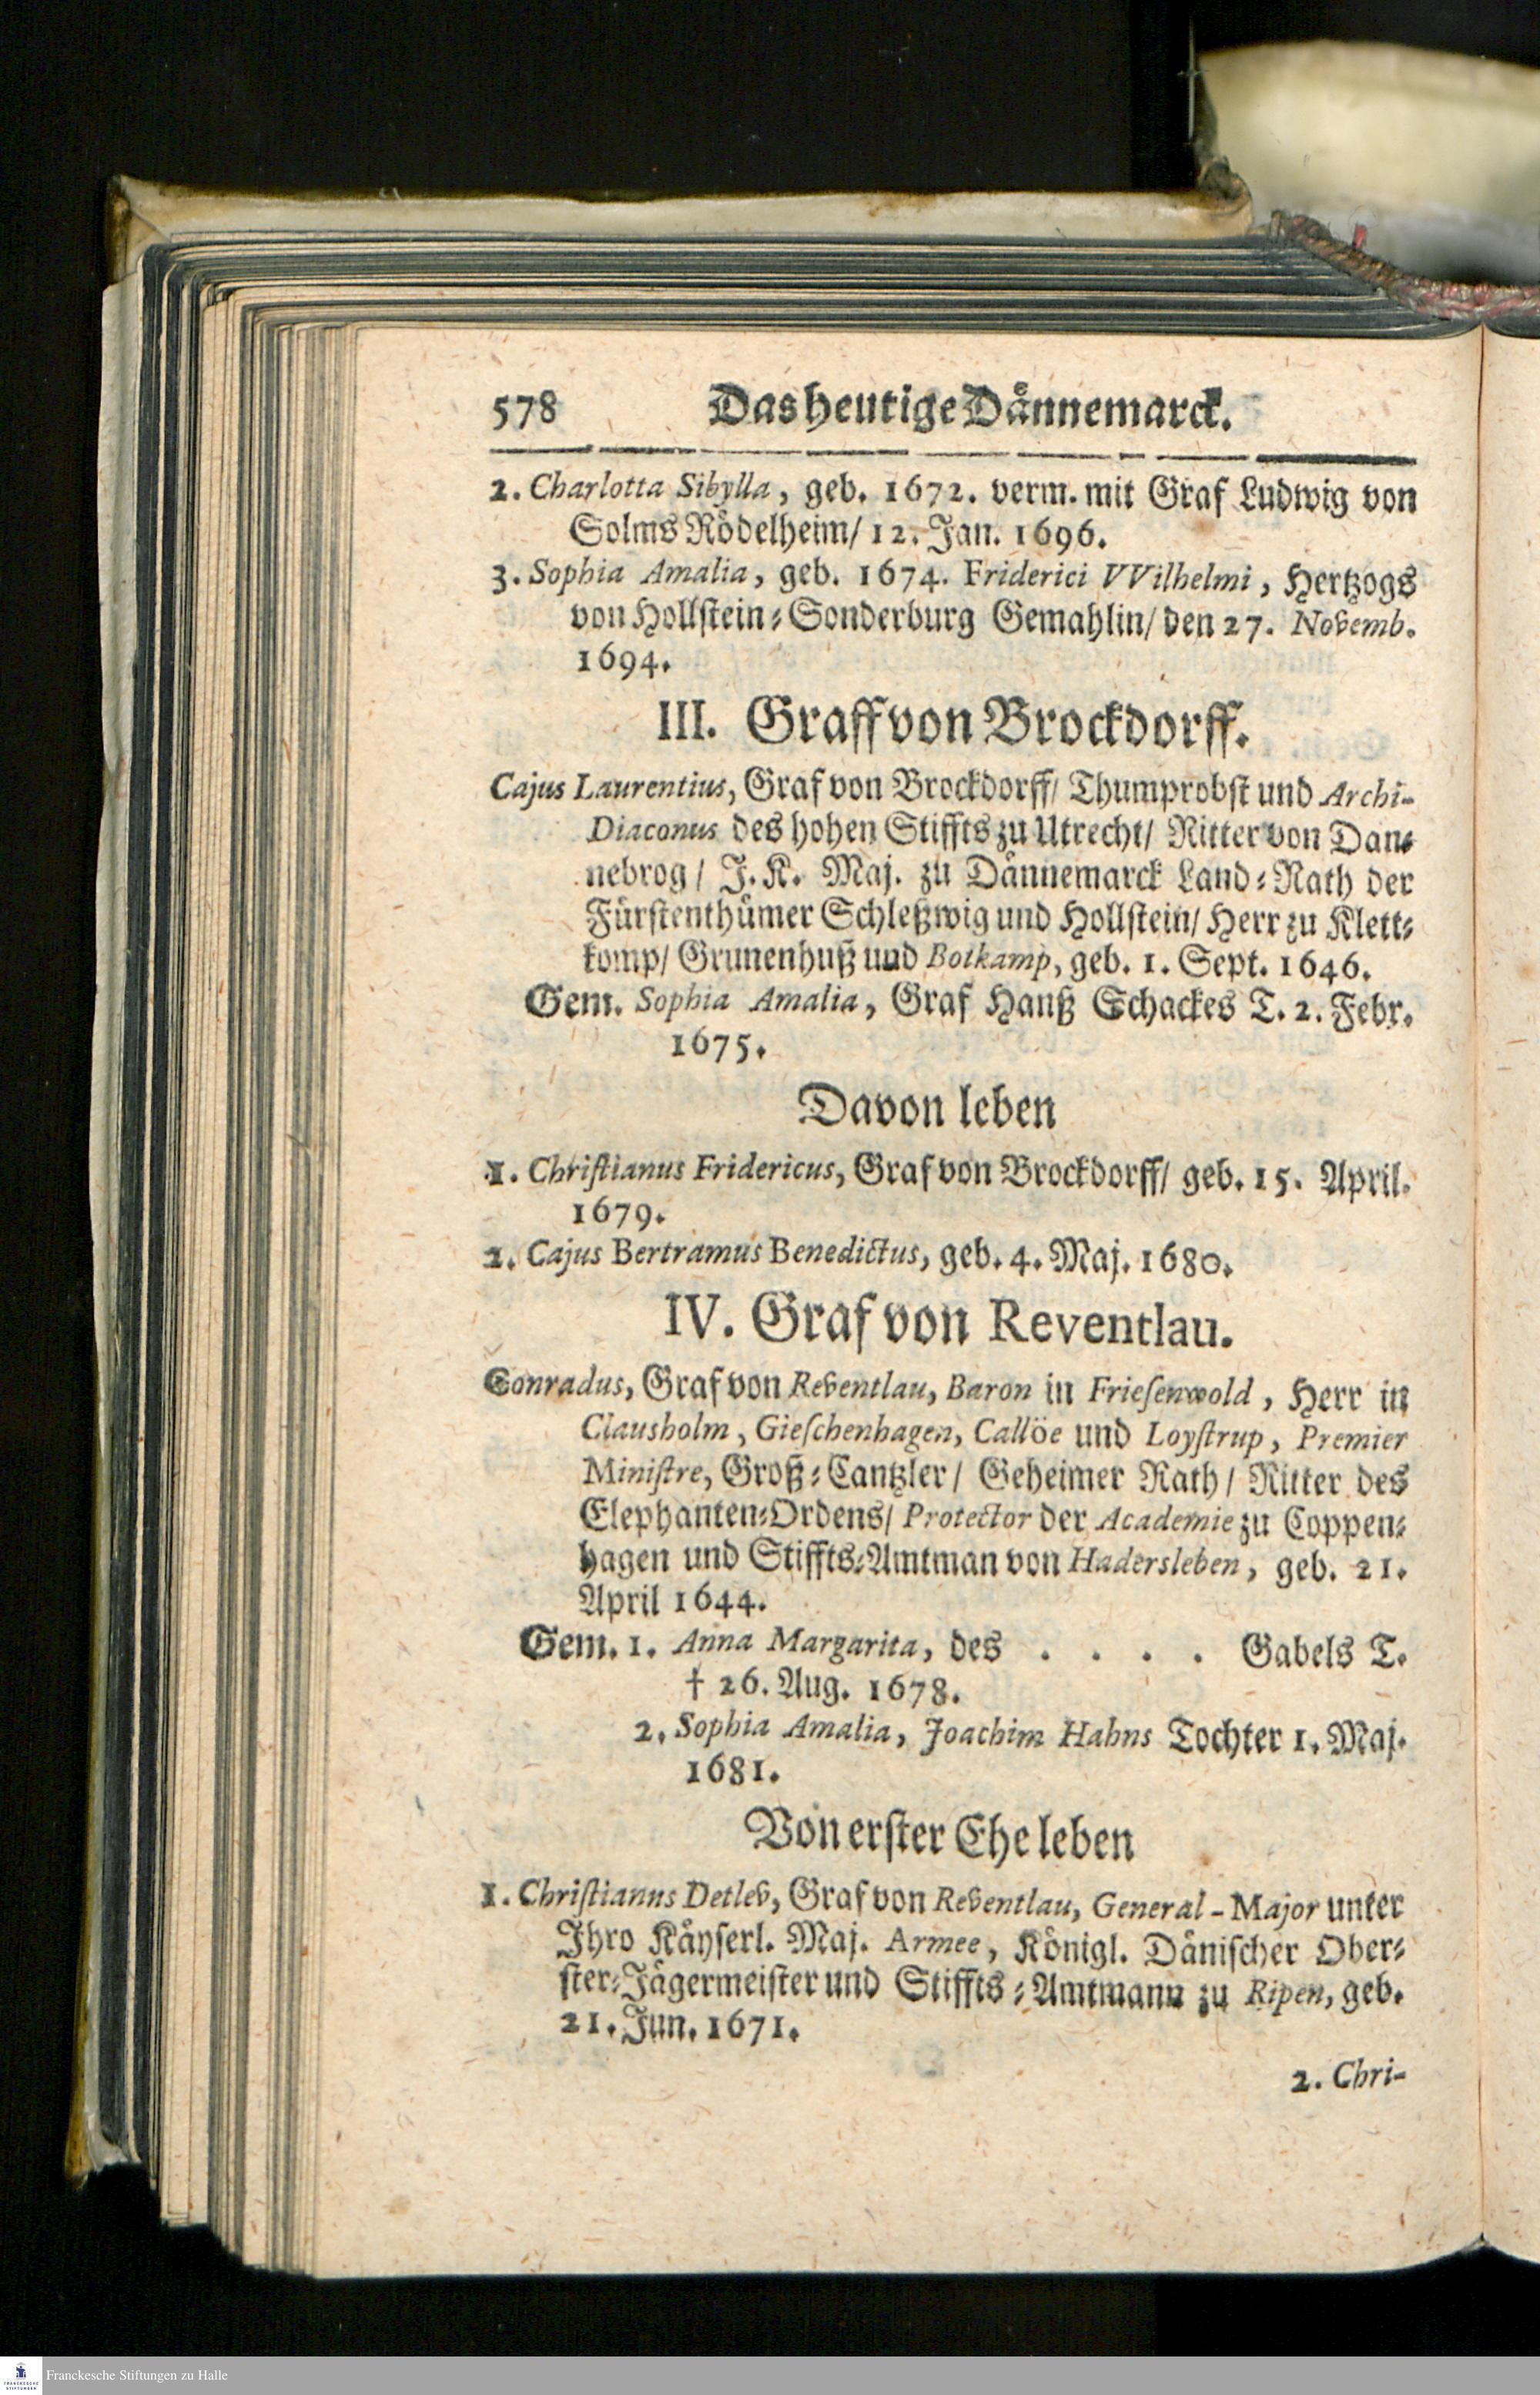 578 Das heutige Dännemarck.
2. Charlotta Sibylla, geb. 1672. verm. mit Graf Ludwig von
Solms Rödelheim/ 12. Jan. 1696.
3. Sophia Amalia, geb. 1674. Friderici VVilhelmi, Hertzogs
von Hollstein-Sonderburg Gemahlin/ den 27. Novemb.
1694.
III. Graff von Brockdorff.
Cajus Laurentius, Graf von Brockdorff/ Thumprobst und Archi-
Diaconus des hohen Stiffts zu Utrecht/ Ritter von Dan-
nebrog/ J. K. Maj. zu Dännemarck Land-Rath der
Fürstenthümer Schleßwig und Hollstein/ Herr zu Klett-
komp/ Grunenhuß und Botkamp, geb. 1. Sept. 1646.
Gem. Sophia Amalia, Graf Hanß Schackes T. 2. Febr.
1675.
Davon leben
1. Christianus Fridericus, Graf von Brockdorff/ geb. 15. April.
1679.
2. Cajus Bertramus Benedictus, geb. 4. Maj. 1680.
IV. Graf von Reventlau.
Conradus, Graf von Reventlau, Baron in Friesenwold, Herr in
Clausholm, Gieschenhagen, Callöe und Loystrup, Premier
Ministre, Groß-Cantzler/ Geheimer Rath/ Ritter des
Elephanten-Ordens/ Protector der Academie zu Coppen-
hagen und Stiffts-Amtman von Hadersleben, geb. 21.
April 1644.
Gem. 1. Anna Margarita, des . . . . Gabels T.
† 26. Aug. 1678.
2. Sophia Amalia, Joachim Hahns Tochter 1. Maj.
1681.
Von erster Ehe leben
1. Christianus Detlev, Graf von Reventlau, General-Major unter
Ihro Käyserl. Maj. Armee, Königl. Dänischer Ober-
ster-Jägermeister und Stiffts-Amtmann zu Ripen, geb.
21. Jun. 1671.
2. Chri-
Franckesche Stiftungen zu Halle
FRANCKESCHE
STIFTUNGEN